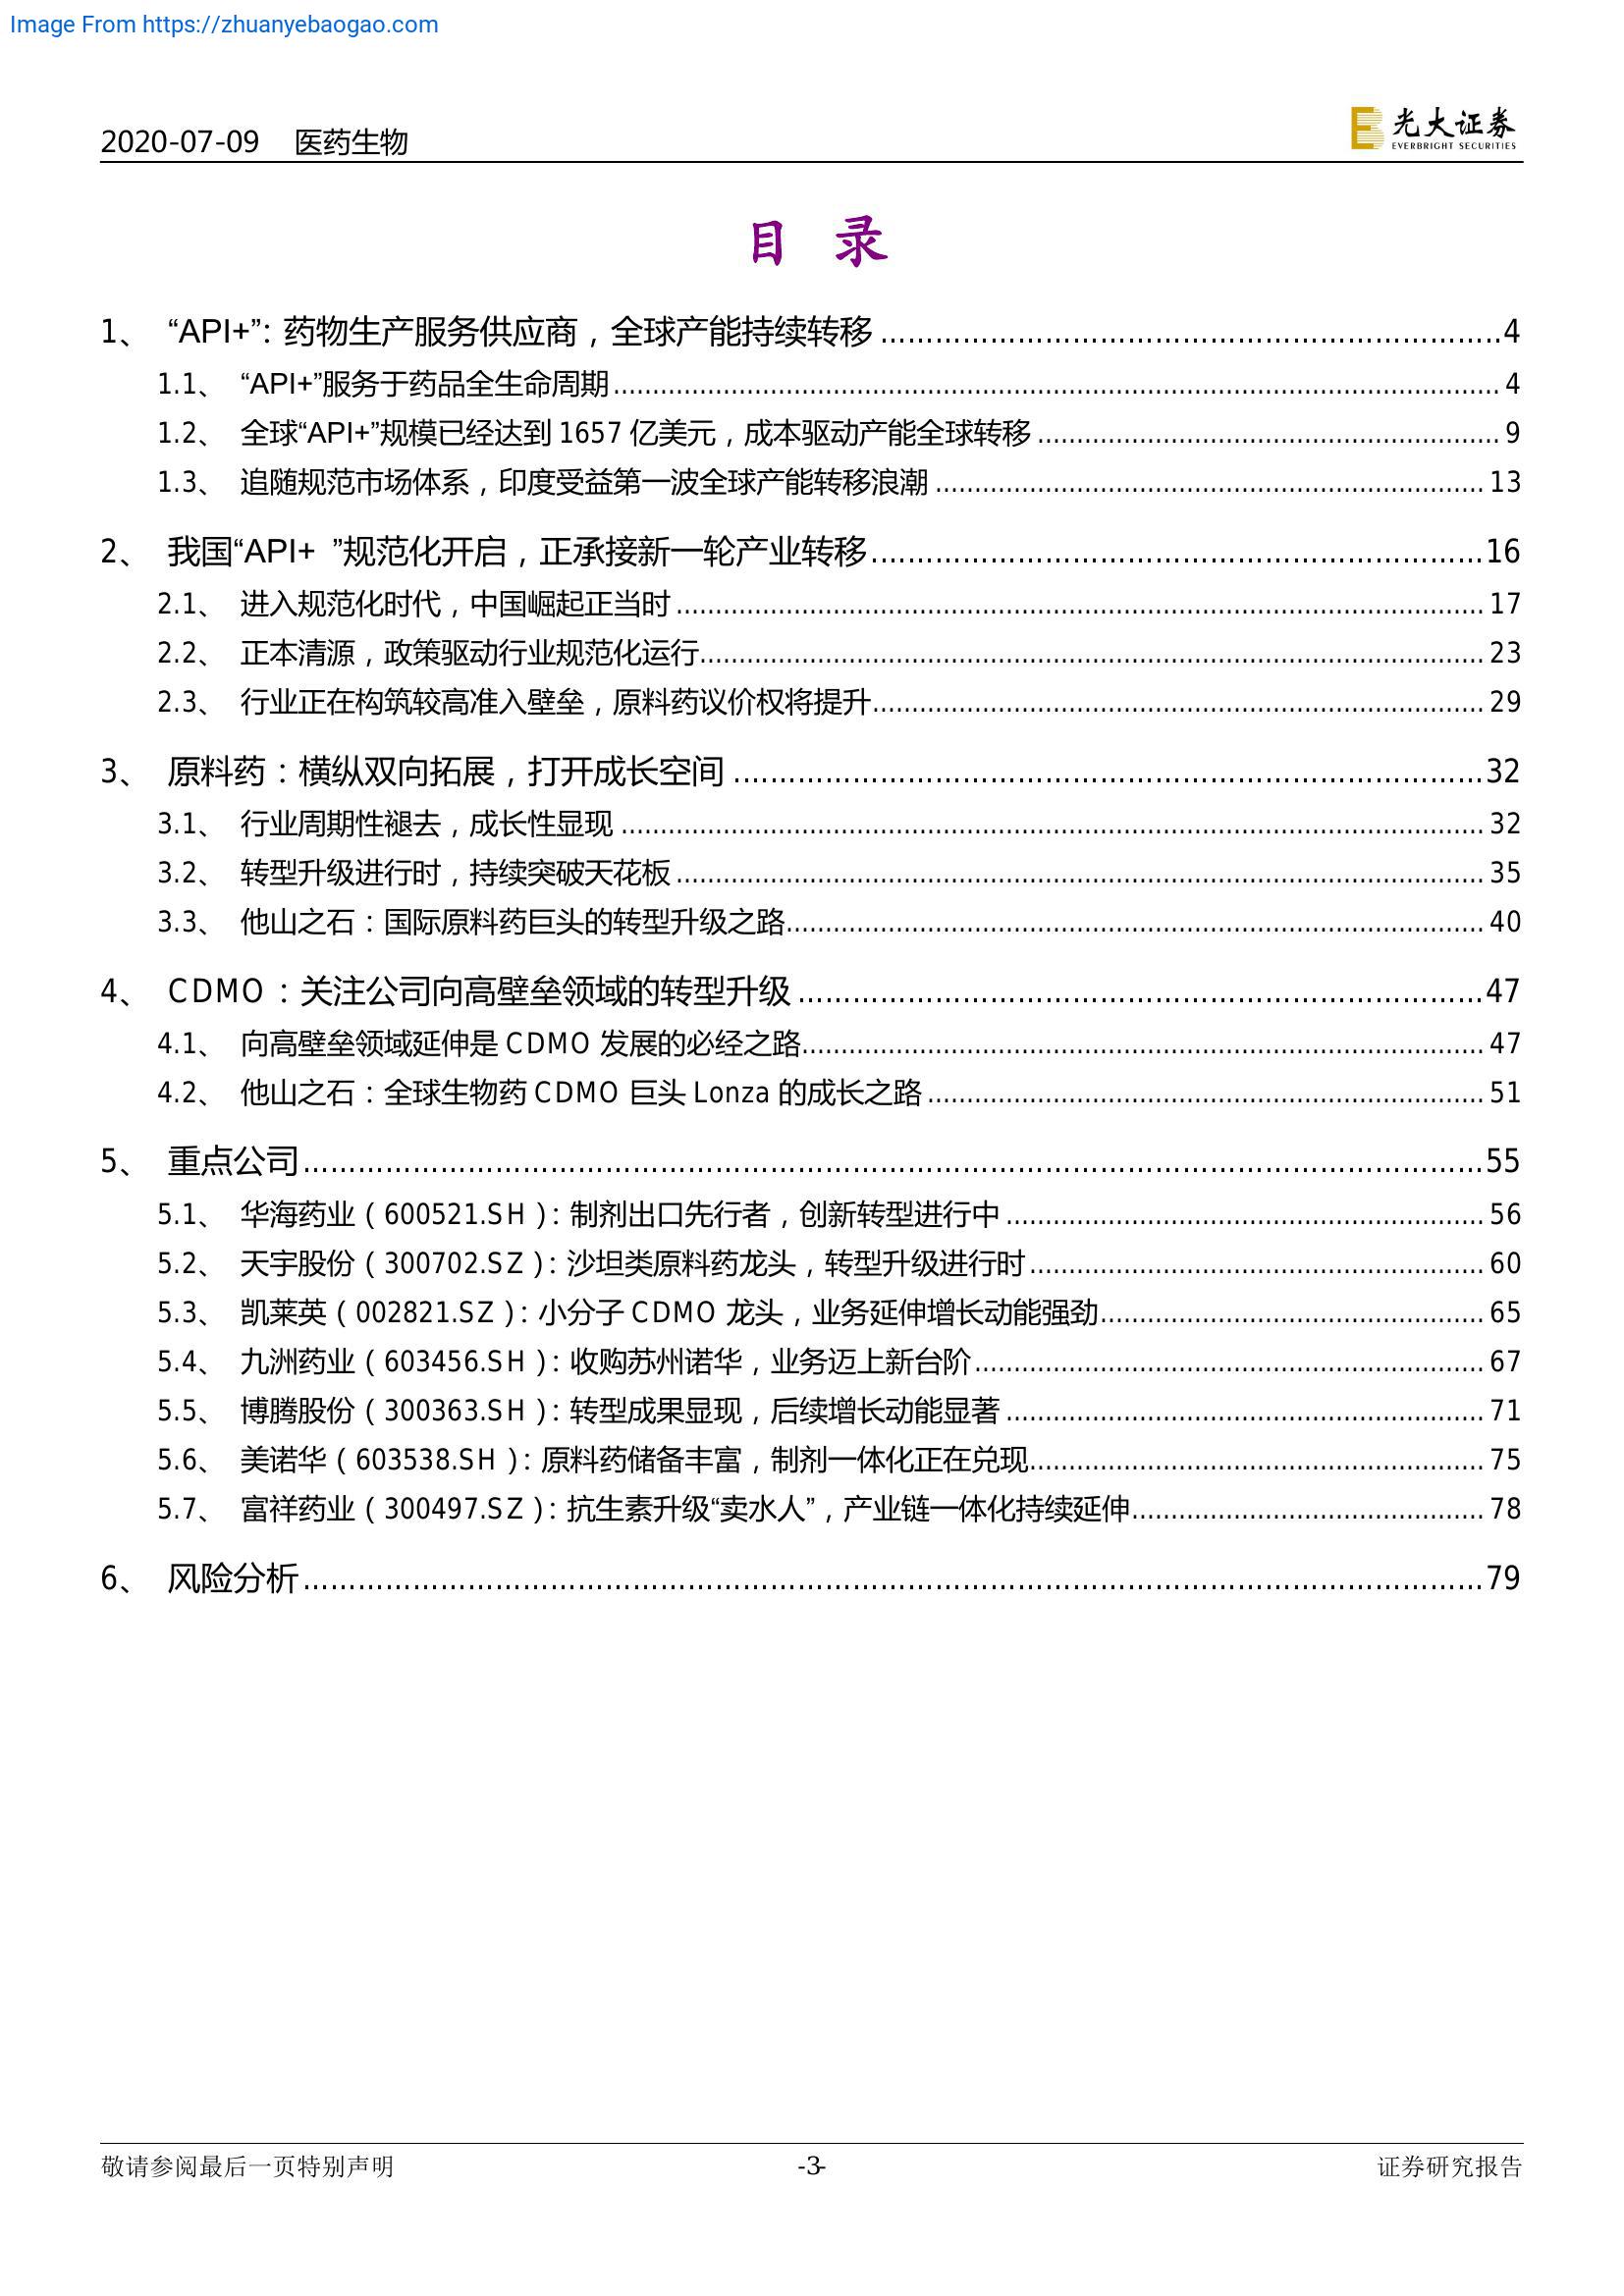 Image From https://zhuanyebaogao.com
2020-07-09 医药生物
光大证券
EVERBRIGHT SECURITIES
目 录
1、 “API+”：药物生产服务供应商，全球产能持续转移 ........ 4
1.1、 “API+”服务于药品全生命周期 ........ 4
1.2、 全球“API+”规模已经达到 1657 亿美元，成本驱动产能全球转移 ........ 9
1.3、 追随规范市场体系，印度受益第一波全球产能转移浪潮 ........ 13
2、 我国“API+ ”规范化开启，正承接新一轮产业转移 ........ 16
2.1、 进入规范化时代，中国崛起正当时 ........ 17
2.2、 正本清源，政策驱动行业规范化运行 ........ 23
2.3、 行业正在构筑较高准入壁垒，原料药议价权将提升 ........ 29
3、 原料药：横纵双向拓展，打开成长空间 ........ 32
3.1、 行业周期性褪去，成长性显现 ........ 32
3.2、 转型升级进行时，持续突破天花板 ........ 35
3.3、 他山之石：国际原料药巨头的转型升级之路 ........ 40
4、 CDMO：关注公司向高壁垒领域的转型升级 ........ 47
4.1、 向高壁垒领域延伸是 CDMO 发展的必经之路 ........ 47
4.2、 他山之石：全球生物药 CDMO 巨头 Lonza 的成长之路 ........ 51
5、 重点公司 ........ 55
5.1、 华海药业（600521.SH）：制剂出口先行者，创新转型进行中 ........ 56
5.2、 天宇股份（300702.SZ）：沙坦类原料药龙头，转型升级进行时 ........ 60
5.3、 凯莱英（002821.SZ）：小分子 CDMO 龙头，业务延伸增长动能强劲 ........ 65
5.4、 九洲药业（603456.SH）：收购苏州诺华，业务迈上新台阶 ........ 67
5.5、 博腾股份（300363.SH）：转型成果显现，后续增长动能显著 ........ 71
5.6、 美诺华（603538.SH）：原料药储备丰富，制剂一体化正在兑现 ........ 75
5.7、 富祥药业（300497.SZ）：抗生素升级“卖水人”，产业链一体化持续延伸 ........ 78
6、 风险分析 ........ 79
敬请参阅最后一页特别声明 -3- 证券研究报告